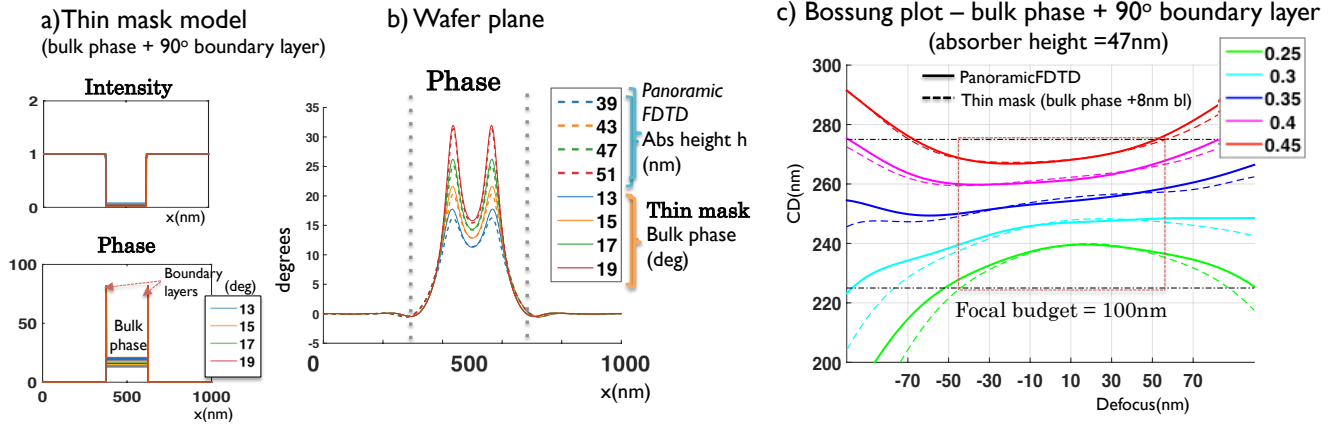 a)Thin mask model
(bulk phase + 90º boundary layer)
Intensity
2
1
0
x(nm)
Phase
100
50
0
0
500
1000
x(nm)
Boundary
layers
Bulk
phase
(deg)
13
15
17
19
b) Wafer plane
Phase
degrees
35
30
25
20
15
10
5
0
-5
0
500
1000
x(nm)
39
43
47
51
13
15
17
19
Panoramic
FDTD
Abs height h
(nm)
Thin mask
Bulk phase
(deg)
c) Bossung plot – bulk phase + 90º boundary layer
(absorber height =47nm)
CD(nm)
300
275
250
240
225
200
PanoramicFDTD
Thin mask (bulk phase +8nm bl)
0.25
0.3
0.35
0.4
0.45
Focal budget = 100nm
-70
-50
-30
-10
10
30
50
70
Defocus(nm)